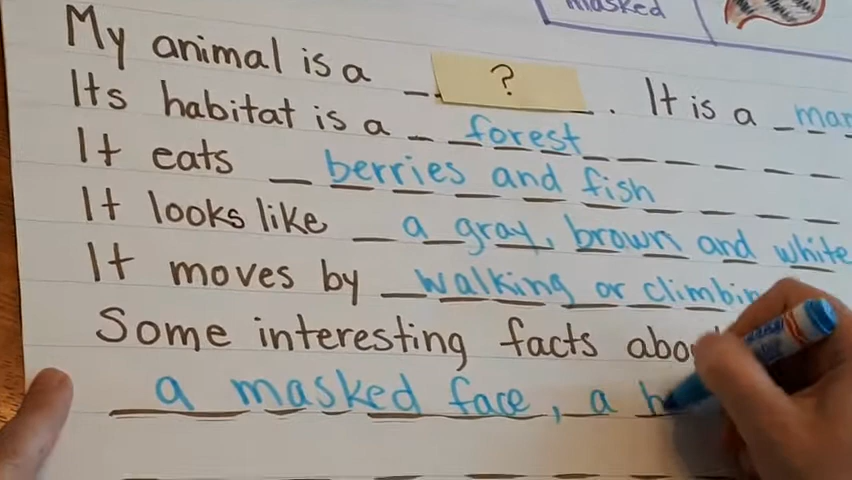 masked
My animal is a ? . It is a
Its habitat is a forest
It eats berries and fish
It looks like a gray, brown and white
It moves by walking or climbin
Some interesting facts
a masked face, a